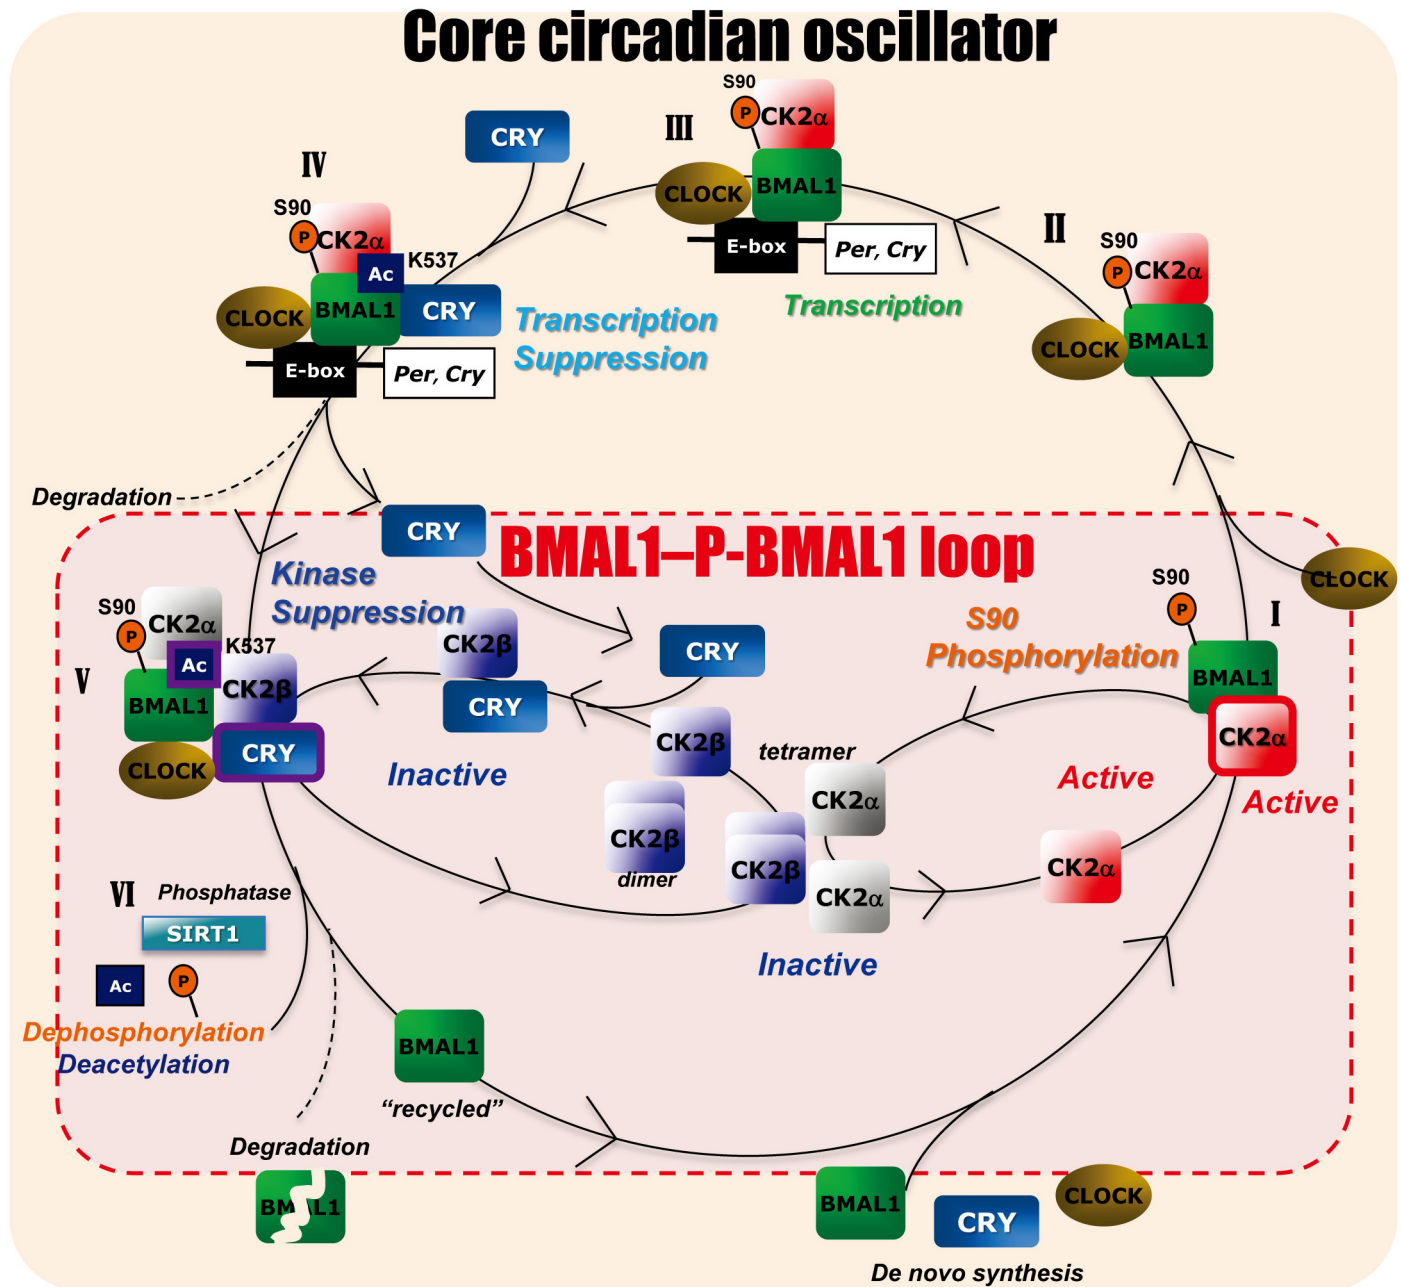 Core circadian oscillator
S90
P
CK2α
III
CLOCK
BMAL1
E-box
Per, Cry
Transcription
CRY
IV
S90
P
CK2α
Ac
K537
CLOCK
BMAL1
CRY
E-box
Per, Cry
Transcription
Suppression
II
S90
P
CK2α
CLOCK
BMAL1
Degradation
CRY
BMAL1–P-BMAL1 loop
CLOCK
Kinase
Suppression
S90
P
CK2α
Ac
K537
V
BMAL1
CK2β
CLOCK
CRY
CK2β
CRY
CRY
Inactive
CK2β
CK2β
dimer
tetramer
CK2α
CK2β
CK2α
Inactive
S90
Phosphorylation
S90
P
I
BMAL1
CK2α
Active
Active
CK2α
VI
Phosphatase
SIRT1
Ac
P
Dephosphorylation
Deacetylation
BMAL1
“recycled”
Degradation
BMAL1
BMAL1
CRY
CLOCK
De novo synthesis